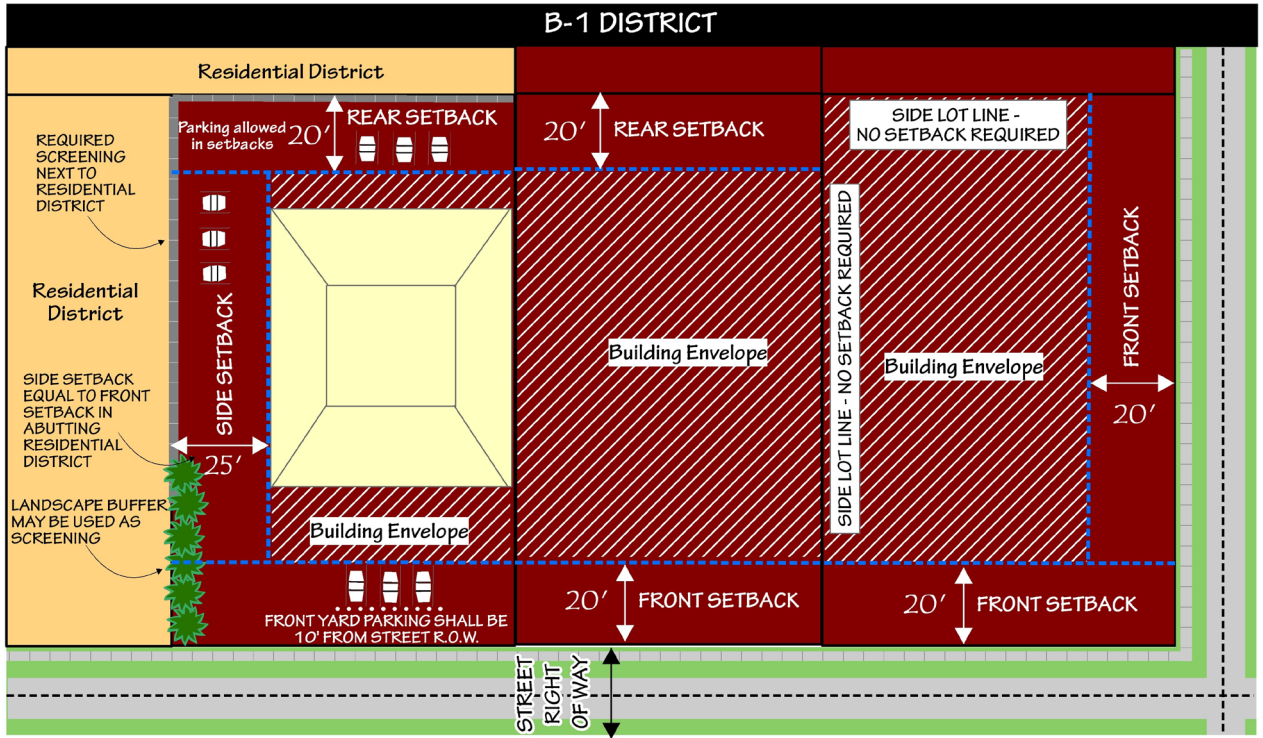 B-1 DISTRICT
Residential District
REQUIRED
SCREENING
NEXT TO
RESIDENTIAL
DISTRICT
Residential
District
SIDE SETBACK
EQUAL TO FRONT
SETBACK IN
ABUTTING
RESIDENTIAL
DISTRICT
LANDSCAPE BUFFER
MAY BE USED AS
SCREENING
Parking allowed
in setbacks
20'
REAR SETBACK
SIDE SETBACK
25'
Building Envelope
FRONT YARD PARKING SHALL BE
10' FROM STREET R.O.W.
20'
REAR SETBACK
Building Envelope
20'
FRONT SETBACK
SIDE LOT LINE -
NO SETBACK REQUIRED
SIDE LOT LINE - NO SETBACK REQUIRED
Building Envelope
FRONT SETBACK
20'
20'
FRONT SETBACK
STREET
RIGHT
OF WAY